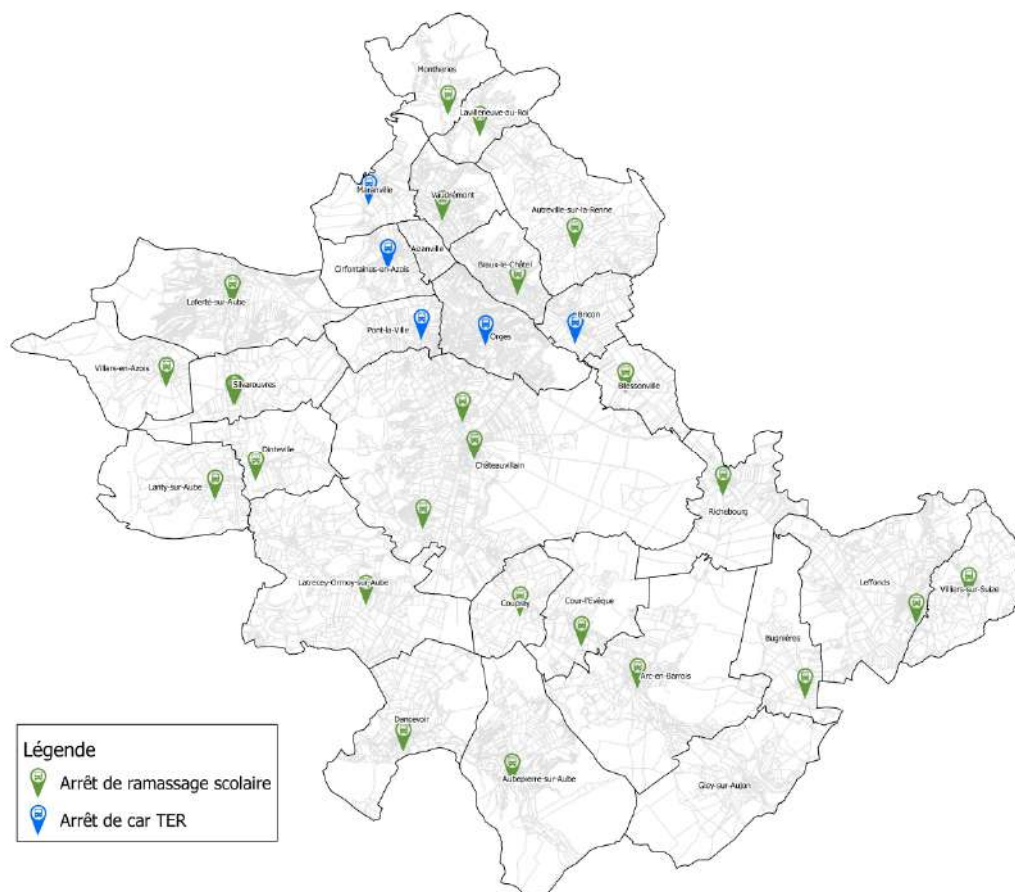 Montheries
Lavilleneuve-au-Roi
Maranville
Vaudrémont
Autreville-sur-la-Renne
Aizanville
Cirfontaines-en-Azois
Braux-le-Châtel
Laferté-sur-Aube
Pont-la-Ville
Orges
Bricon
Villars-en-Azois
Silvarouvres
Blessonville
Dinteville
Châteauvillain
Lanty-sur-Aube
Richebourg
Latrecey-Ormoy-sur-Aube
Coupray
Cour-l'Evêque
Leffonds
Villiers-sur-Suize
Bugnières
Arc-en-Barrois
Dancevoir
Aubepierre-sur-Aube
Giey-sur-Aujon
Légende
Arrêt de ramassage scolaire
Arrêt de car TER